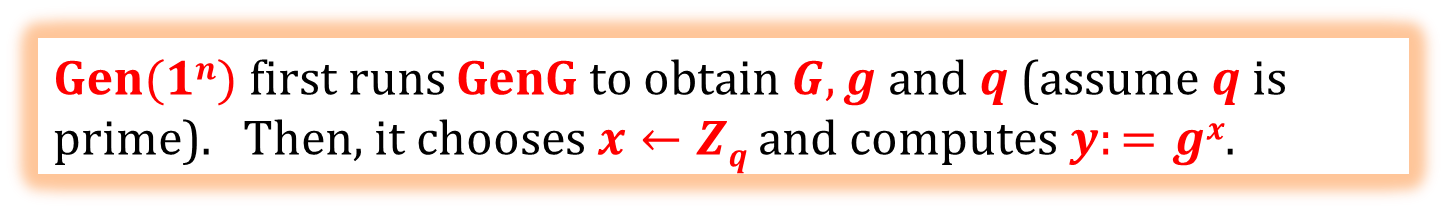 Gen(1ⁿ) first runs GenG to obtain G, g and q (assume q is
prime). Then, it chooses x ← Z_q and computes y: = gˣ.